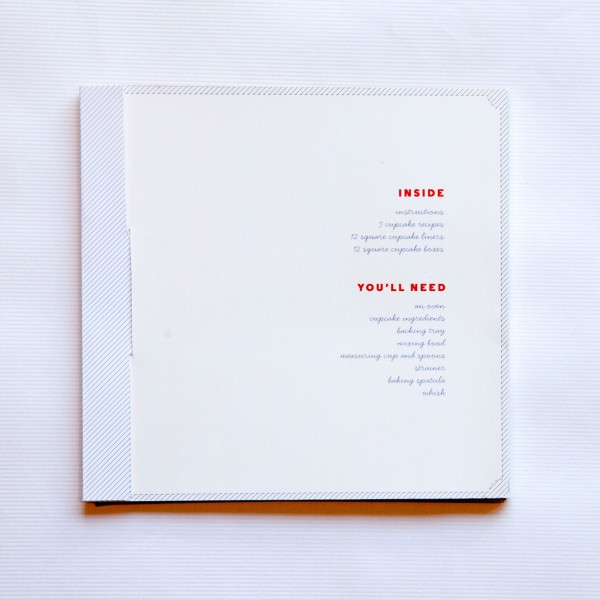 INSIDE
instructions
5 cupcake recipes
12 square cupcake liners
12 square cupcake boxes
YOU'LL NEED
an oven
cupcake ingredients
backing tray
mixing bowl
measuring cup and spoons
strainer
baking spatula
whisk